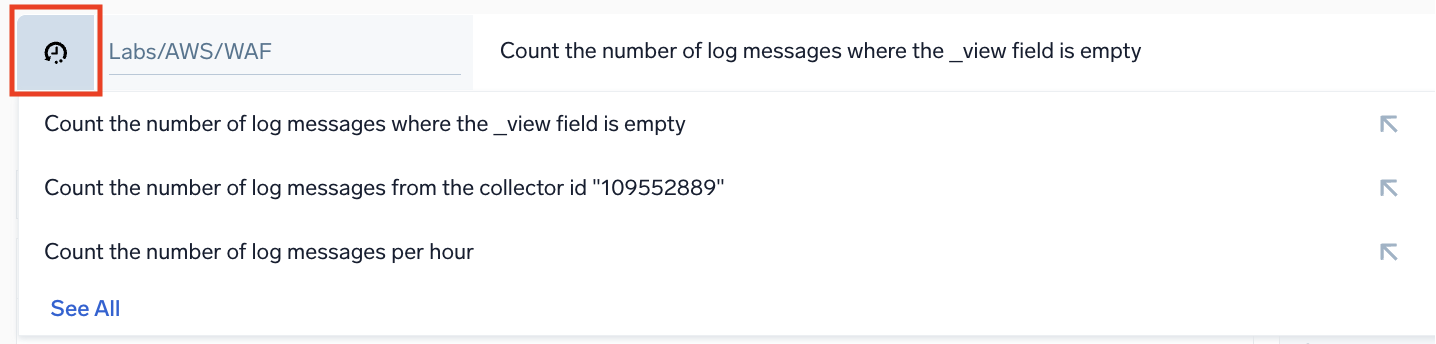 Labs/AWS/WAF Count the number of log messages where the _view field is empty
Count the number of log messages where the _view field is empty
Count the number of log messages from the collector id "109552889"
Count the number of log messages per hour
See All